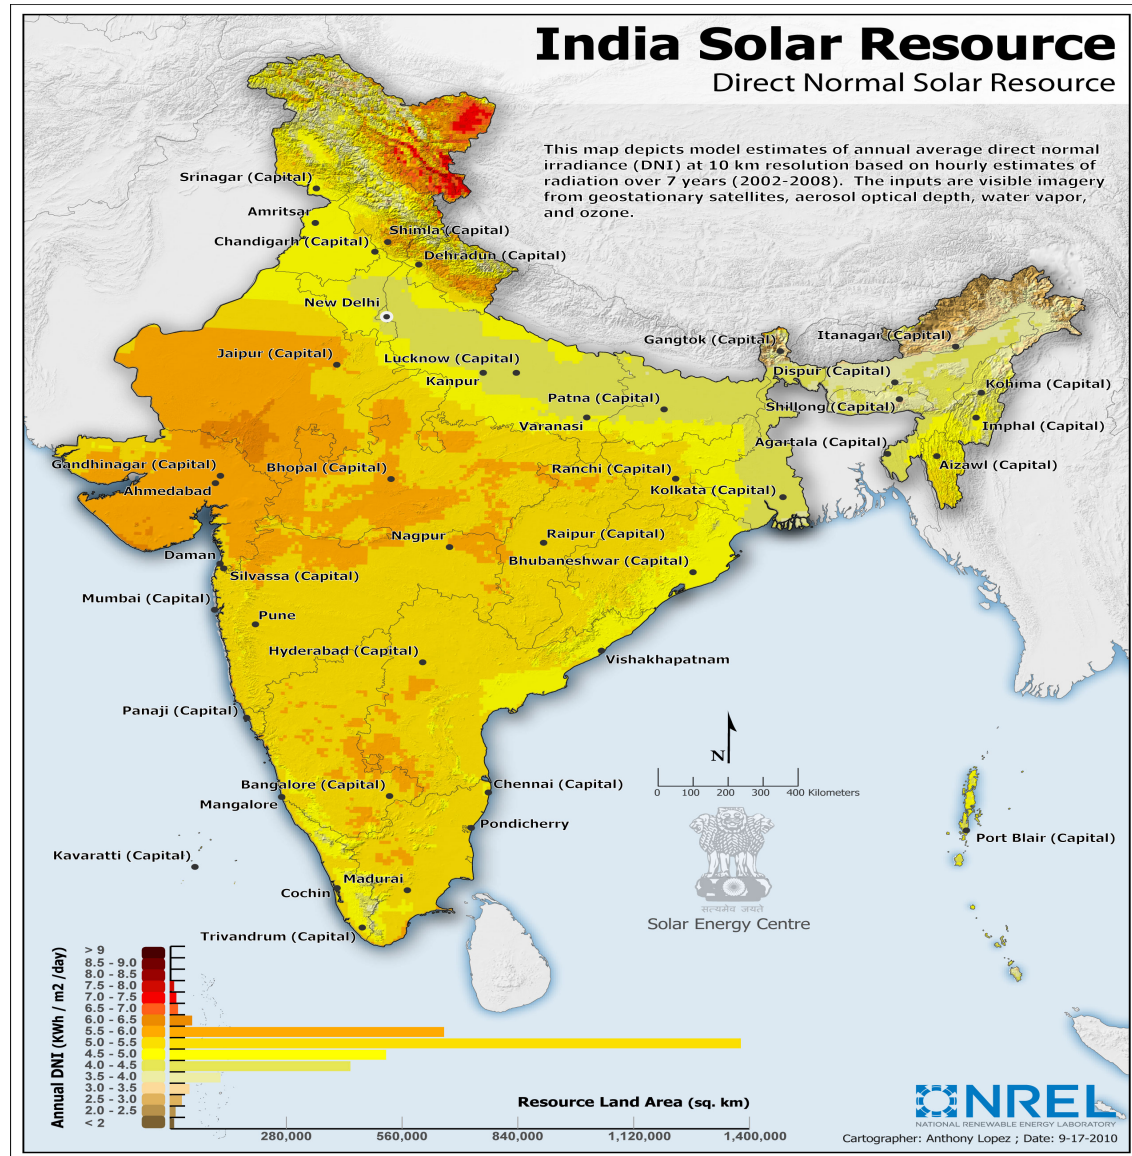 India Solar Resource
Direct Normal Solar Resource
This map depicts model estimates of annual average direct normal
irradiance (DNI) at 10 km resolution based on hourly estimates of
radiation over 7 years (2002-2008).  The inputs are visible imagery
from geostationary satellites, aerosol optical depth, water vapor,
and ozone.
Srinagar (Capital)
Amritsar
Shimla (Capital)
Chandigarh (Capital)
Dehradun (Capital)
New Delhi
Gangtok (Capital)
Itanagar (Capital)
Jaipur (Capital)
Lucknow (Capital)
Kanpur
Dispur (Capital)
Kohima (Capital)
Patna (Capital)
Shillong (Capital)
Varanasi
Imphal (Capital)
Agartala (Capital)
Gandhinagar (Capital)
Bhopal (Capital)
Ranchi (Capital)
Aizawl (Capital)
Ahmedabad
Kolkata (Capital)
Nagpur
Raipur (Capital)
Daman
Bhubaneshwar (Capital)
Silvassa (Capital)
Mumbai (Capital)
Pune
Hyderabad (Capital)
Vishakhapatnam
Panaji (Capital)
N
Bangalore (Capital)
Chennai (Capital)
0 100 200 300 400 Kilometers
Mangalore
Pondicherry
Port Blair (Capital)
Kavaratti (Capital)
Madurai
Cochin
सत्यमेव जयते
Solar Energy Centre
Trivandrum (Capital)
Annual DNI (KWh / m2 /day)
> 9
8.5 - 9.0
8.0 - 8.5
7.5 - 8.0
7.0 - 7.5
6.5 - 7.0
6.0 - 6.5
5.5 - 6.0
5.0 - 5.5
4.5 - 5.0
4.0 - 4.5
3.5 - 4.0
3.0 - 3.5
2.5 - 3.0
2.0 - 2.5
< 2
Resource Land Area (sq. km)
280,000 560,000 840,000 1,120,000 1,400,000
NREL
NATIONAL RENEWABLE ENERGY LABORATORY
Cartographer: Anthony Lopez ; Date: 9-17-2010